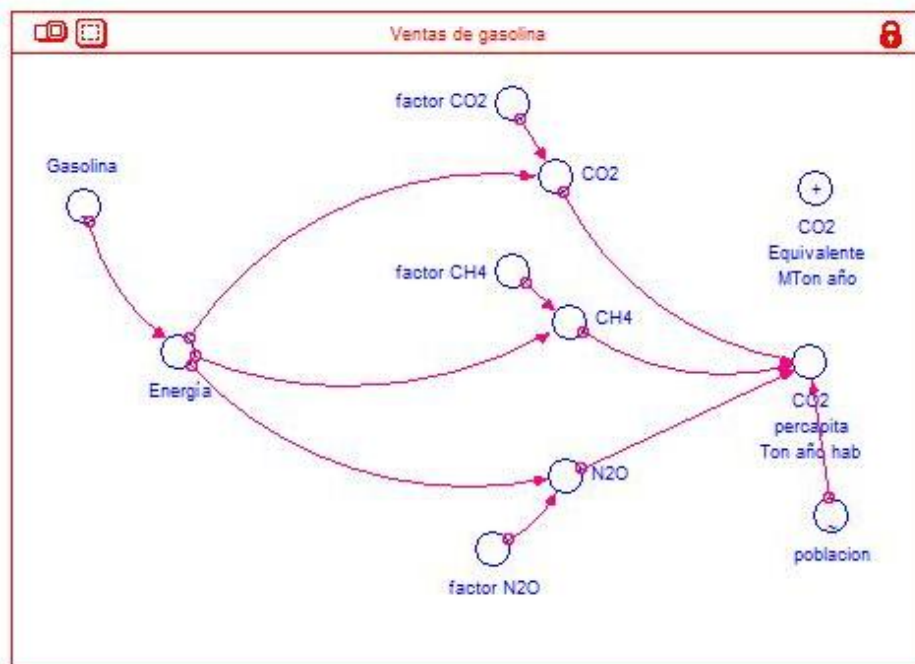 Ventas de gasolina
factor CO2
Gasolina
CO2
CO2
Equivalente
MTon año
factor CH4
CH4
Energía
CO2
percapita
Ton año hab
N2O
poblacion
factor N2O